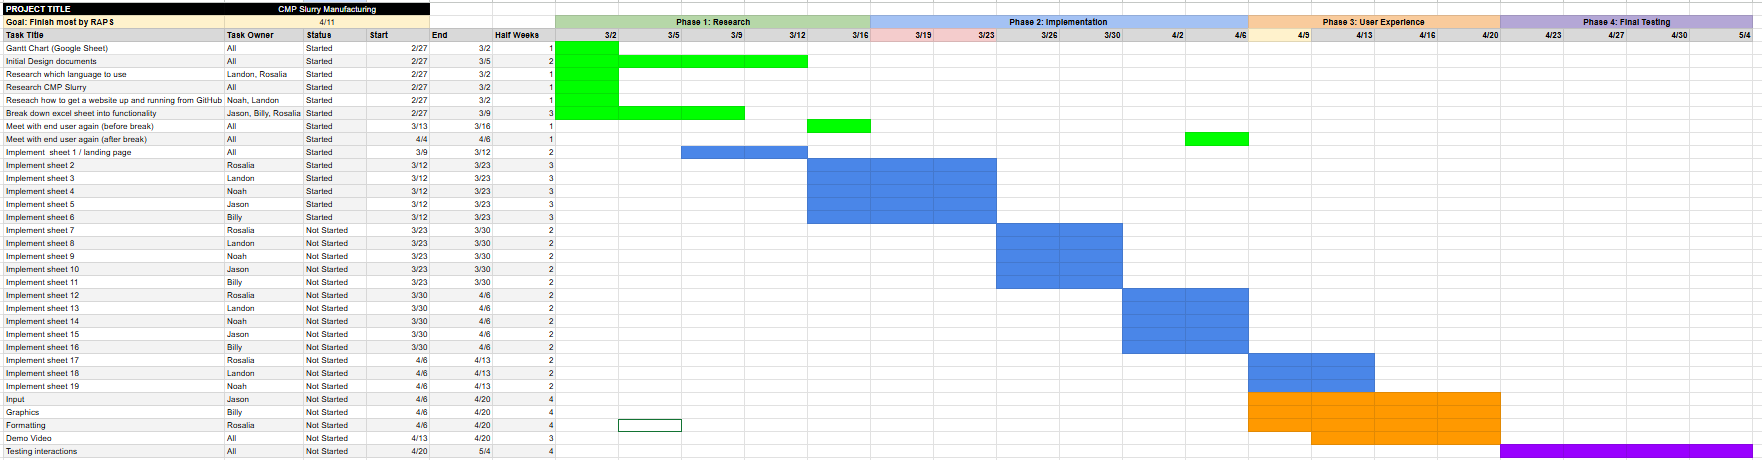 PROJECT TITLE CMP Slurry Manufacturing
Goal: Finish most by RAPS 4/11 Phase 1: Research Phase 2: Implementation Phase 3: User Experience Phase 4: Final Testing
Task Title Task Owner Status Start End Half Weeks 3/2 3/5 3/9 3/12 3/16 3/19 3/23 3/26 3/30 4/2 4/6 4/9 4/13 4/16 4/20 4/23 4/27 4/30 5/4
Gantt Chart (Google Sheet) All Started 2/27 3/2 1
Initial Design documents All Started 2/27 3/5 2
Research which language to use Landon, Rosalia Started 2/27 3/2 1
Research CMP Slurry All Started 2/27 3/2 1
Reseach how to get a website up and running from GitHub Noah, Landon Started 2/27 3/2 1
Break down excel sheet into functionality Jason, Billy, Rosalia Started 2/27 3/9 3
Meet with end user again (before break) All Started 3/13 3/16 1
Meet with end user again (after break) All Started 4/4 4/6 1
Implement sheet 1 / landing page All Started 3/9 3/12 2
Implement sheet 2 Rosalia Started 3/12 3/23 3
Implement sheet 3 Landon Started 3/12 3/23 3
Implement sheet 4 Noah Started 3/12 3/23 3
Implement sheet 5 Jason Started 3/12 3/23 3
Implement sheet 6 Billy Started 3/12 3/23 3
Implement sheet 7 Rosalia Not Started 3/23 3/30 2
Implement sheet 8 Landon Not Started 3/23 3/30 2
Implement sheet 9 Noah Not Started 3/23 3/30 2
Implement sheet 10 Jason Not Started 3/23 3/30 2
Implement sheet 11 Billy Not Started 3/23 3/30 2
Implement sheet 12 Rosalia Not Started 3/30 4/6 2
Implement sheet 13 Landon Not Started 3/30 4/6 2
Implement sheet 14 Noah Not Started 3/30 4/6 2
Implement sheet 15 Jason Not Started 3/30 4/6 2
Implement sheet 16 Billy Not Started 3/30 4/6 2
Implement sheet 17 Rosalia Not Started 4/6 4/13 2
Implement sheet 18 Landon Not Started 4/6 4/13 2
Implement sheet 19 Noah Not Started 4/6 4/13 2
Input Jason Not Started 4/6 4/20 4
Graphics Billy Not Started 4/6 4/20 4
Formatting Rosalia Not Started 4/6 4/20 4
Demo Video All Not Started 4/13 4/20 3
Testing interactions All Not Started 4/20 5/4 4